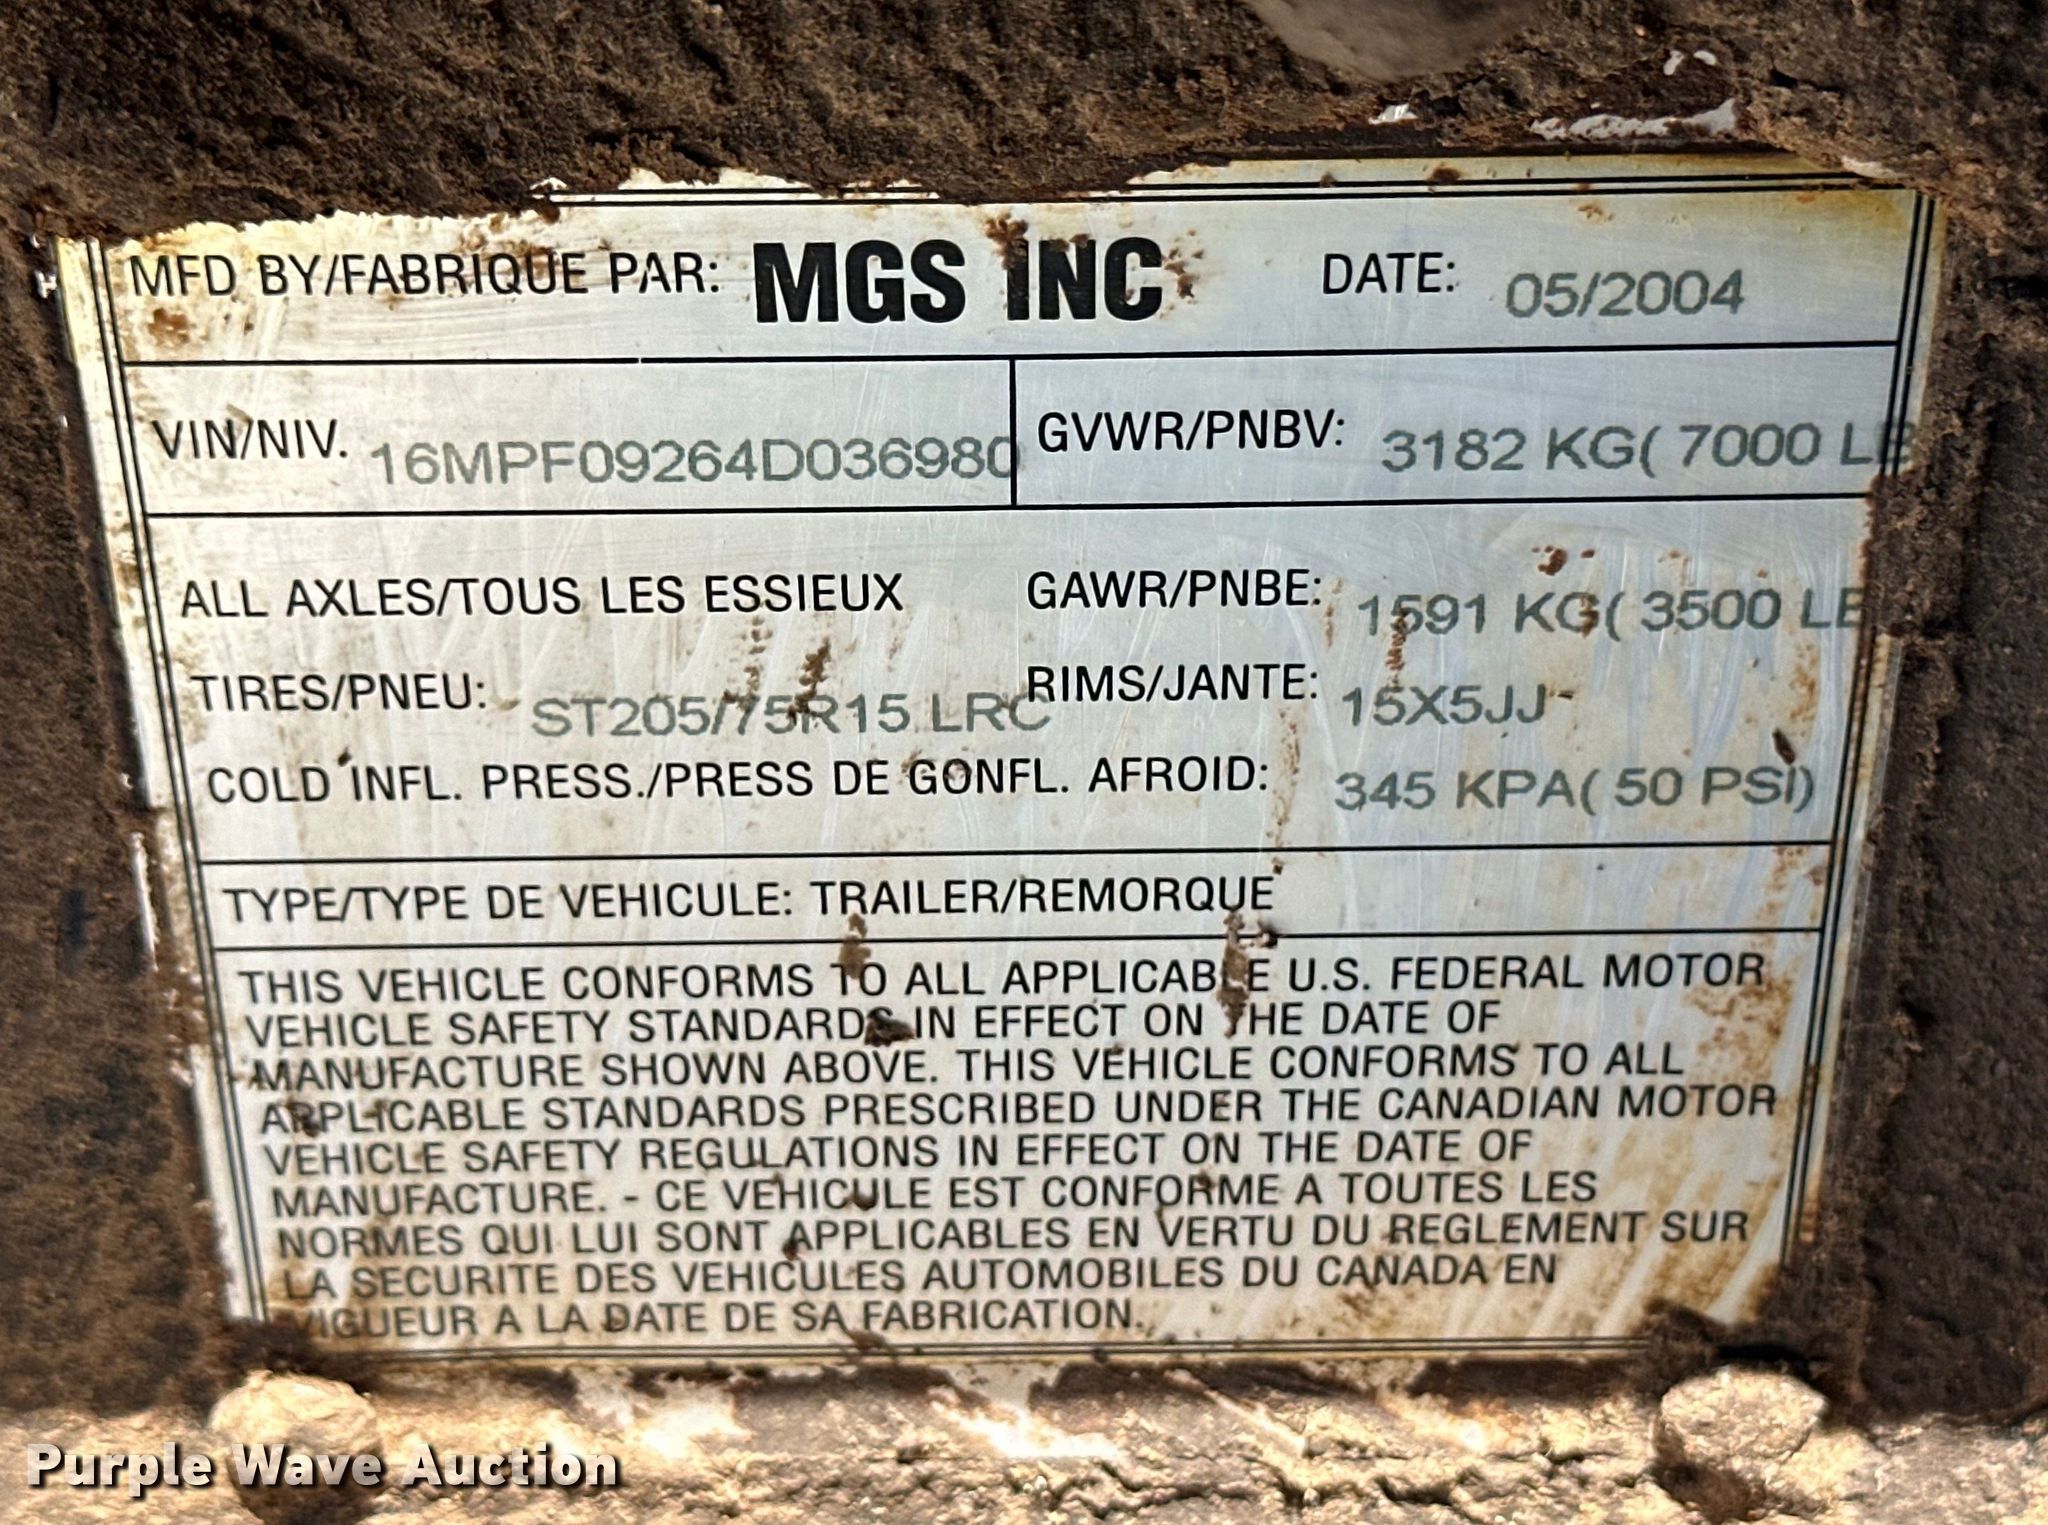 MFD BY/FABRIQUE PAR: MGS INC DATE: 05/2004
VIN/NIV. 16MPF09264D036980 GVWR/PNBV: 3182 KG( 7000 LB
ALL AXLES/TOUS LES ESSIEUX GAWR/PNBE: 1591 KG( 3500 LB
TIRES/PNEU: ST205/75R15 LRC RIMS/JANTE: 15X5JJ
COLD INFL. PRESS./PRESS DE GONFL. AFROID: 345 KPA( 50 PSI)
TYPE/TYPE DE VEHICULE: TRAILER/REMORQUE
THIS VEHICLE CONFORMS TO ALL APPLICABLE U.S. FEDERAL MOTOR
VEHICLE SAFETY STANDARDS IN EFFECT ON THE DATE OF
MANUFACTURE SHOWN ABOVE. THIS VEHICLE CONFORMS TO ALL
APPLICABLE STANDARDS PRESCRIBED UNDER THE CANADIAN MOTOR
VEHICLE SAFETY REGULATIONS IN EFFECT ON THE DATE OF
MANUFACTURE. - CE VEHICULE EST CONFORME A TOUTES LES
NORMES QUI LUI SONT APPLICABLES EN VERTU DU REGLEMENT SUR
LA SECURITE DES VEHICULES AUTOMOBILES DU CANADA EN
VIGUEUR A LA DATE DE SA FABRICATION.
Purple Wave Auction